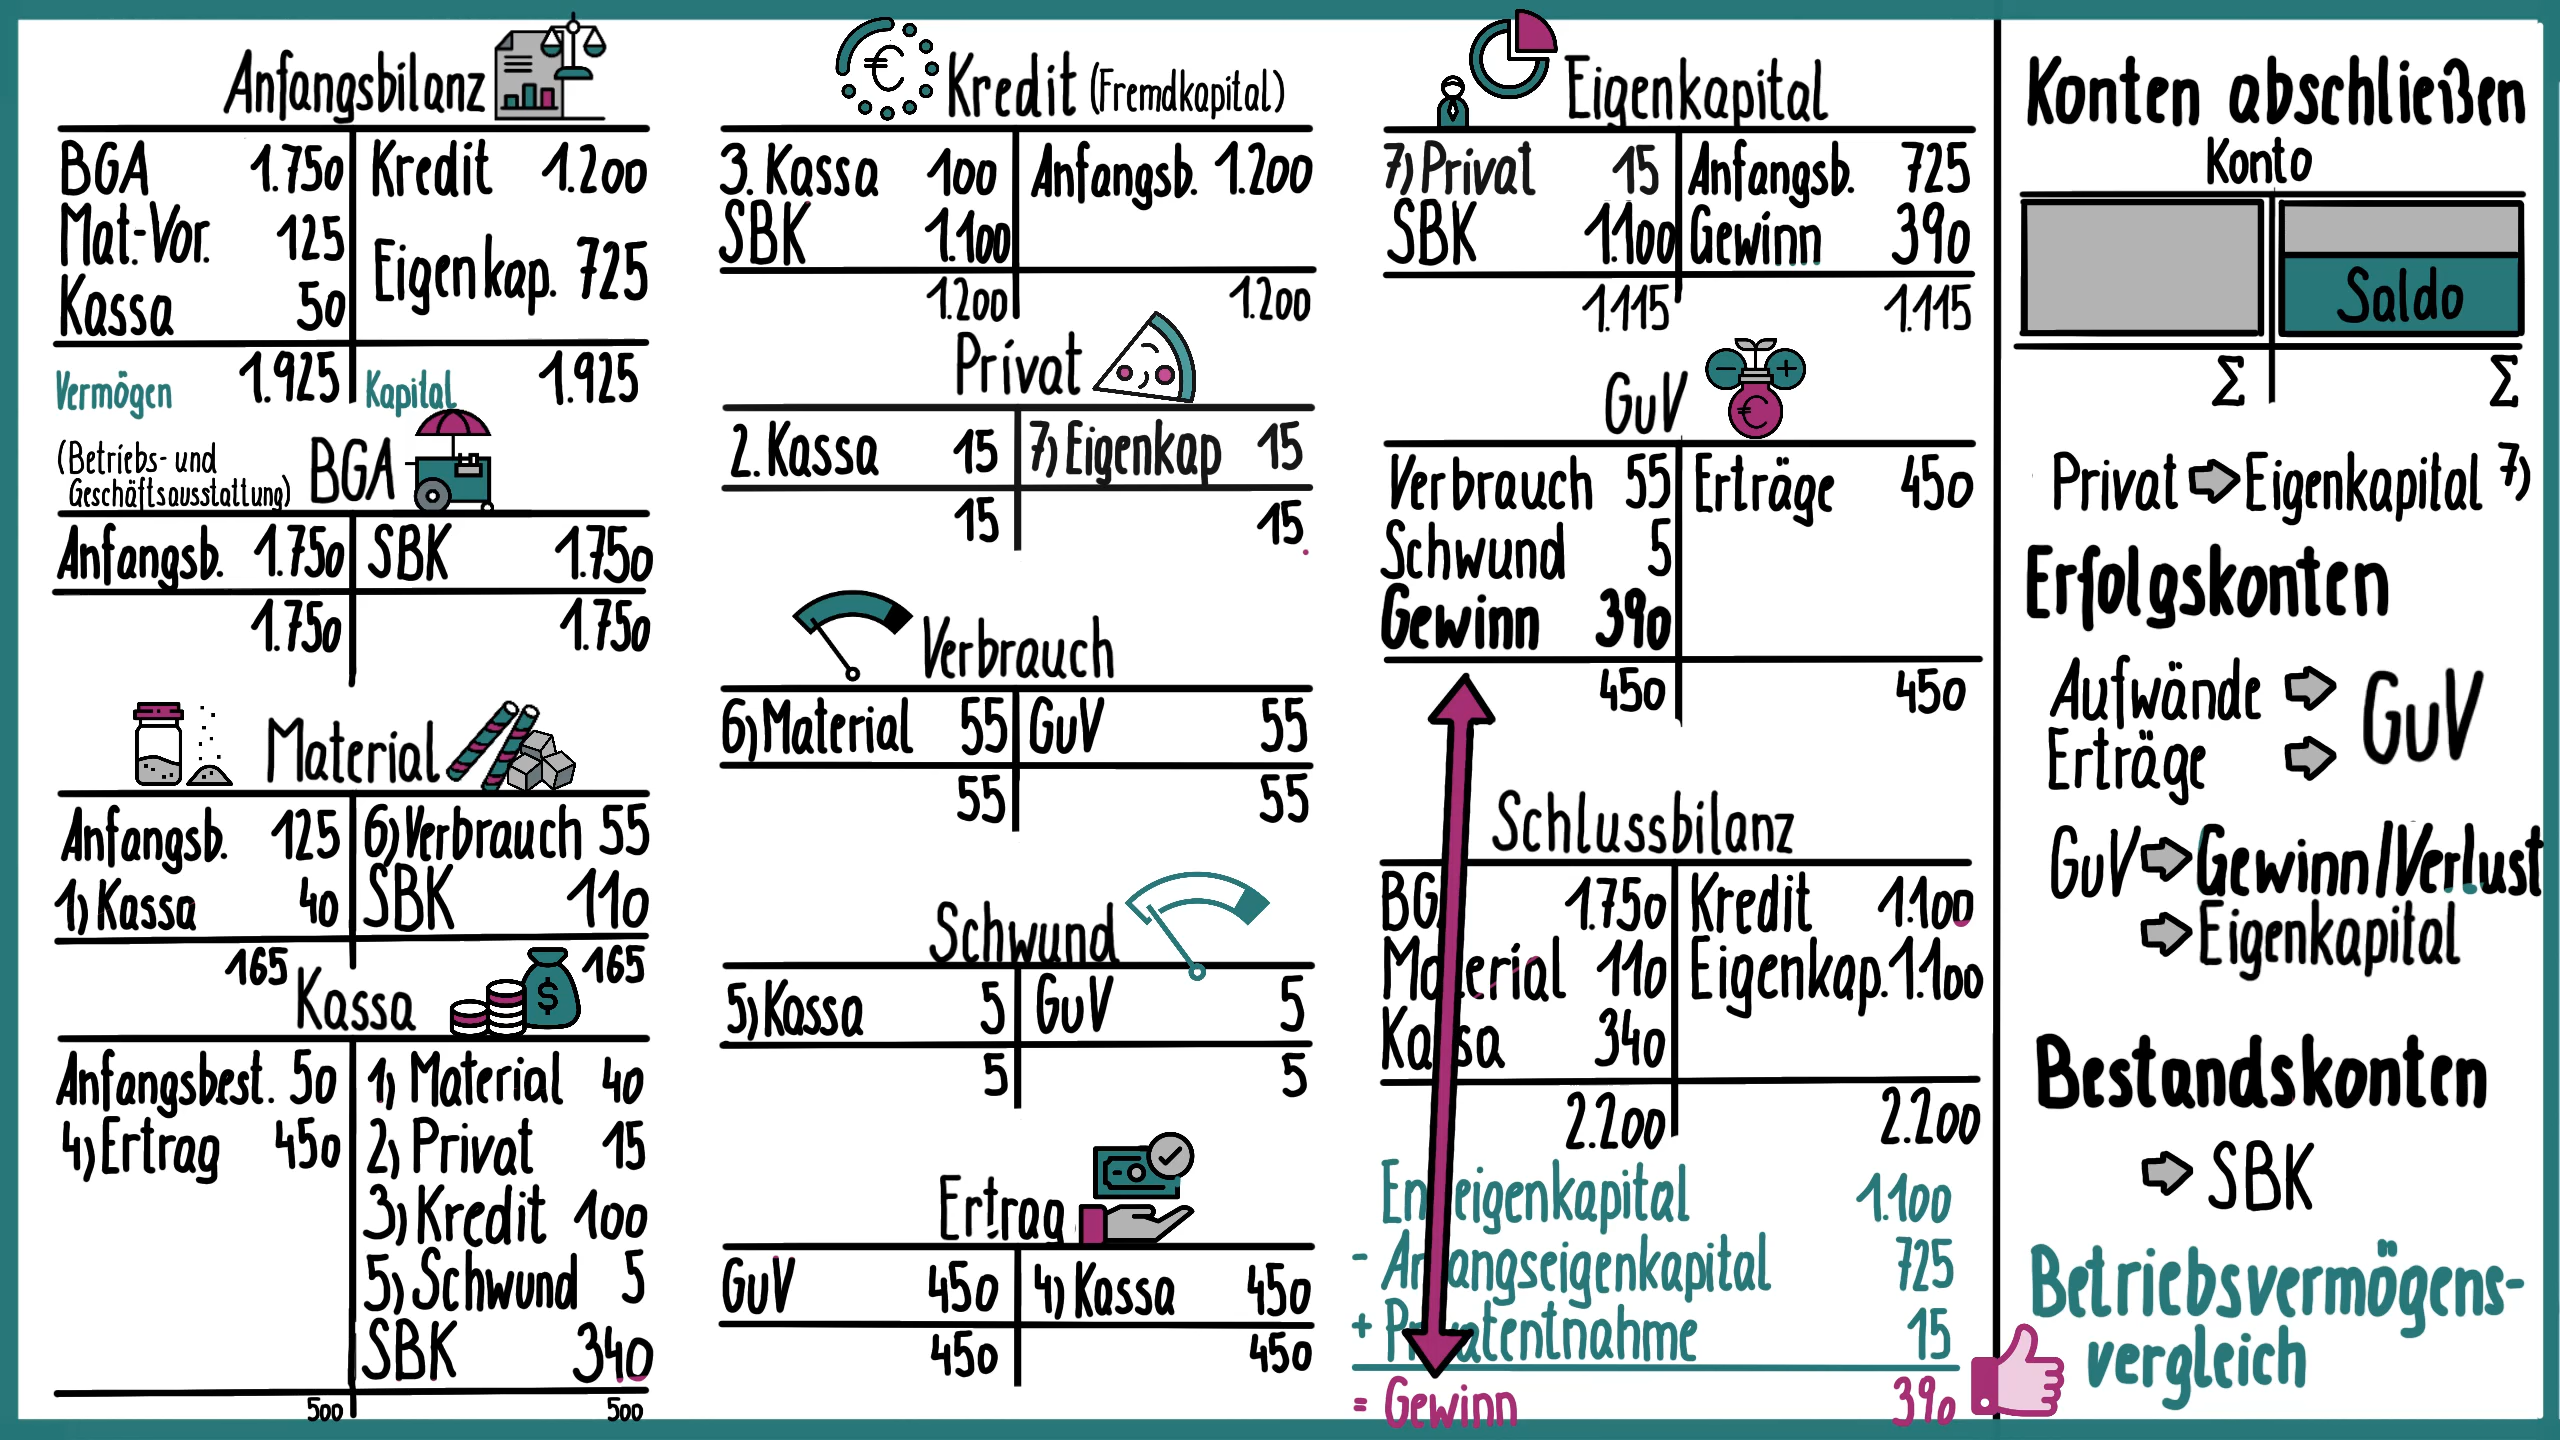 Anfangsbilanz
BGA 1.750 Kredit 1.200
Mat.-Vor. 125
Eigenkap. 725
Kassa 50
Vermögen 1.925 Kapital 1.925
(Betriebs- und
Geschäftsausstattung) BGA
Anfangsb. 1.750 SBK 1.750
1.750 1.750
Material
Anfangsb. 125 6) Verbrauch 55
1) Kassa 40 SBK 110
165 165
Kassa
$
Anfangsbest. 50 1) Material 40
4) Ertrag 450 2) Privat 15
3) Kredit 100
5) Schwund 5
SBK 340
500 500
€ Kredit (Fremdkapital)
3. Kassa 100 Anfangsb. 1.200
SBK 1.100
1.200 1.200
Privat
2. Kassa 15 7) Eigenkap 15
15 15
Verbrauch
6) Material 55 GuV 55
55 55
Schwund
5) Kassa 5 GuV 5
5 5
Ertrag
GuV 450 4) Kassa 450
450 450
Eigenkapital
7) Privat 15 Anfangsb. 725
SBK 1.100 Gewinn 390
1.115 1.115
GuV
- +
€
Verbrauch 55 Erträge 450
Schwund 5
Gewinn 390
450 450
Schlussbilanz
BG 1.750 Kredit 1.100
Material 110 Eigenkap. 1.100
Kassa 340
2.200 2.200
Endeigenkapital 1.100
- Anfangseigenkapital 725
+ Privatentnahme 15
= Gewinn 390
Konten abschließen
Konto
Saldo
Σ Σ
Privat ⇨ Eigenkapital 7)
Erfolgskonten
Aufwände ⇨ GuV
Erträge ⇨
GuV ⇨ Gewinn/Verlust
⇨ Eigenkapital
Bestandskonten
⇨ SBK
Betriebsvermögens-
vergleich